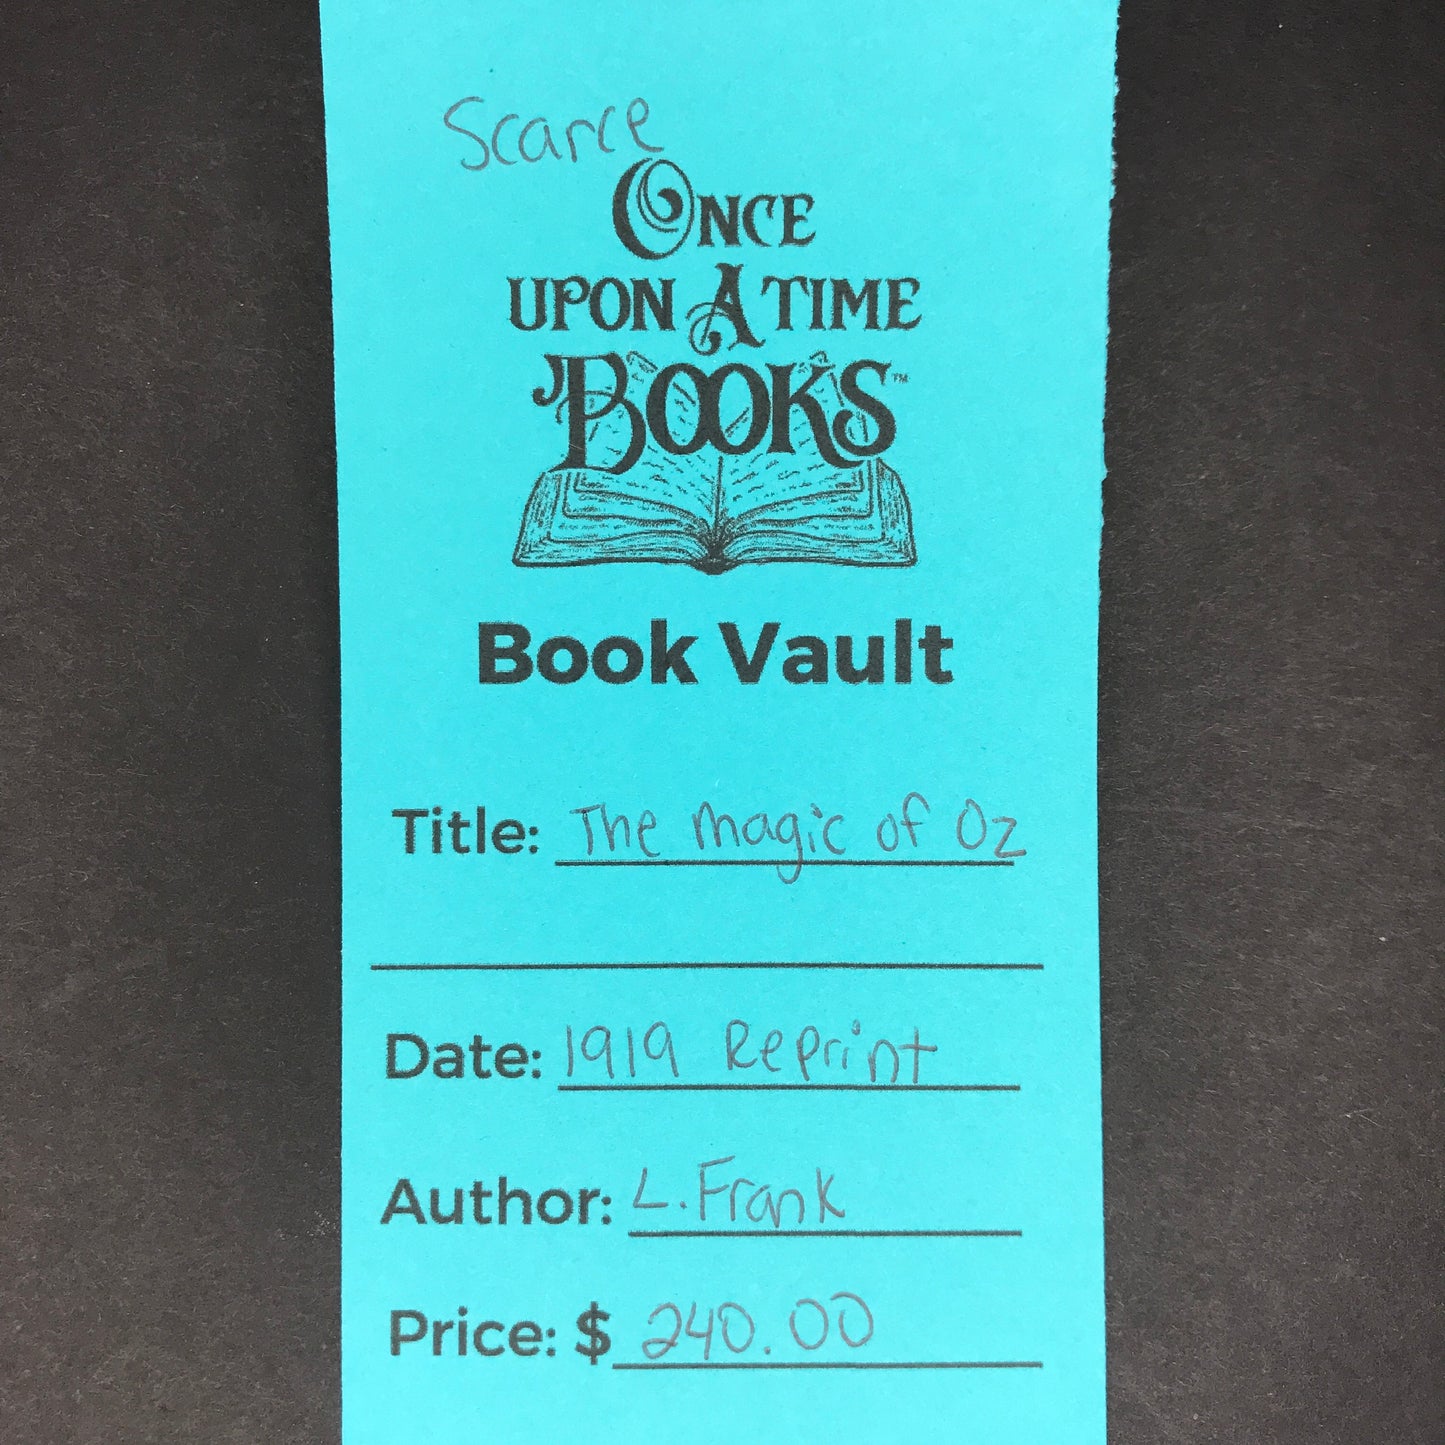 Scarce
ONCE
UPON A TIME
BOOKS™
Book Vault
Title: The magic of Oz
Date: 1919 Reprint
Author: L. Frank
Price: $ 240.00